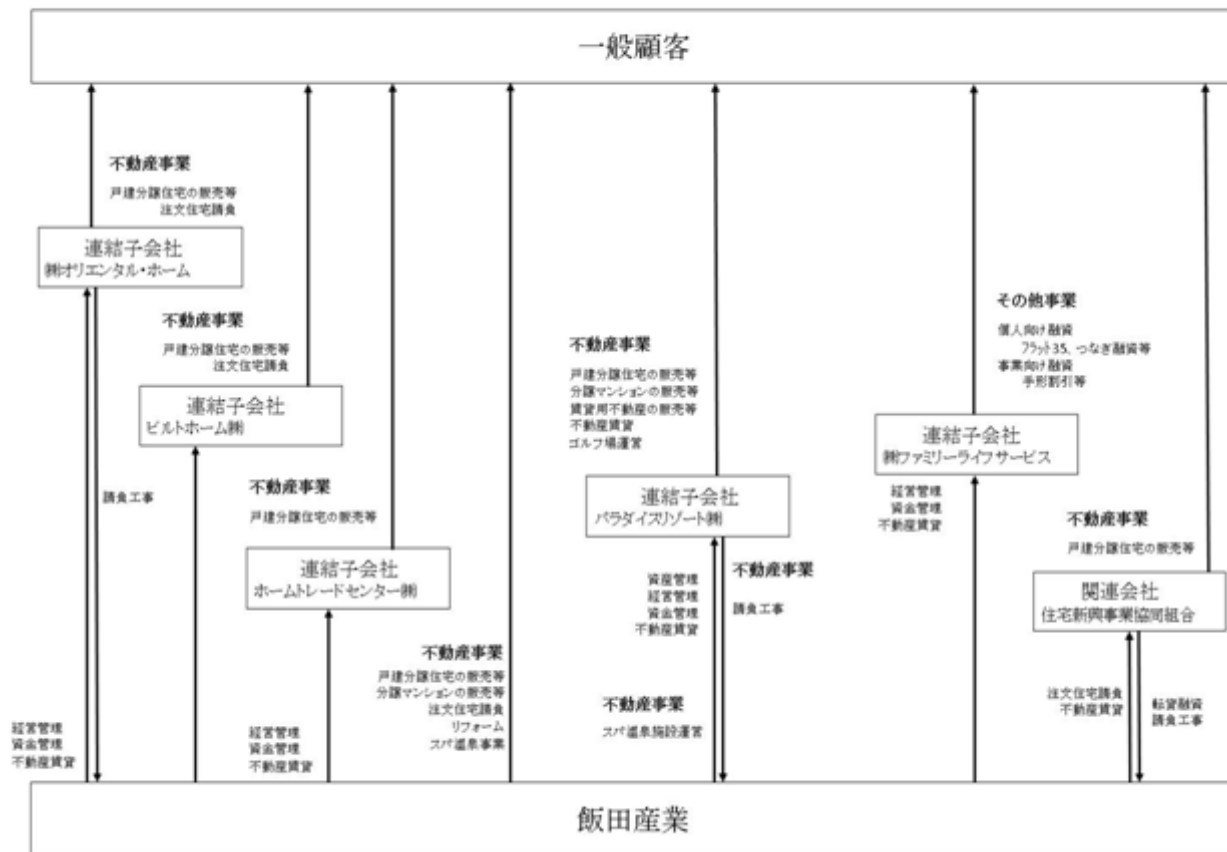 一般顧客
不動産事業
戸建分譲住宅の販売等
注文住宅請負
連結子会社
㈱オリエンタル・ホーム
不動産事業
戸建分譲住宅の販売等
注文住宅請負
連結子会社
ビルトホーム㈱
請負工事
不動産事業
戸建分譲住宅の販売等
連結子会社
ホームトレードセンター㈱
不動産事業
戸建分譲住宅の販売等
分譲マンションの販売等
注文住宅請負
リフォーム
スパ温泉事業
経営管理
資金管理
不動産賃貸
経営管理
資金管理
不動産賃貸
不動産事業
戸建分譲住宅の販売等
分譲マンションの販売等
賃貸用不動産の販売等
不動産賃貸
ゴルフ場運営
連結子会社
パラダイスリゾート㈱
資産管理
経営管理
資金管理
不動産賃貸
不動産事業
請負工事
不動産事業
スパ温泉施設運営
その他事業
個人向け融資
フラット35、つなぎ融資等
事業向け融資
手形割引等
連結子会社
㈱ファミリーライフサービス
経営管理
資金管理
不動産賃貸
不動産事業
戸建分譲住宅の販売等
関連会社
住宅新興事業協同組合
注文住宅請負
不動産賃貸
転貸融資
請負工事
飯田産業